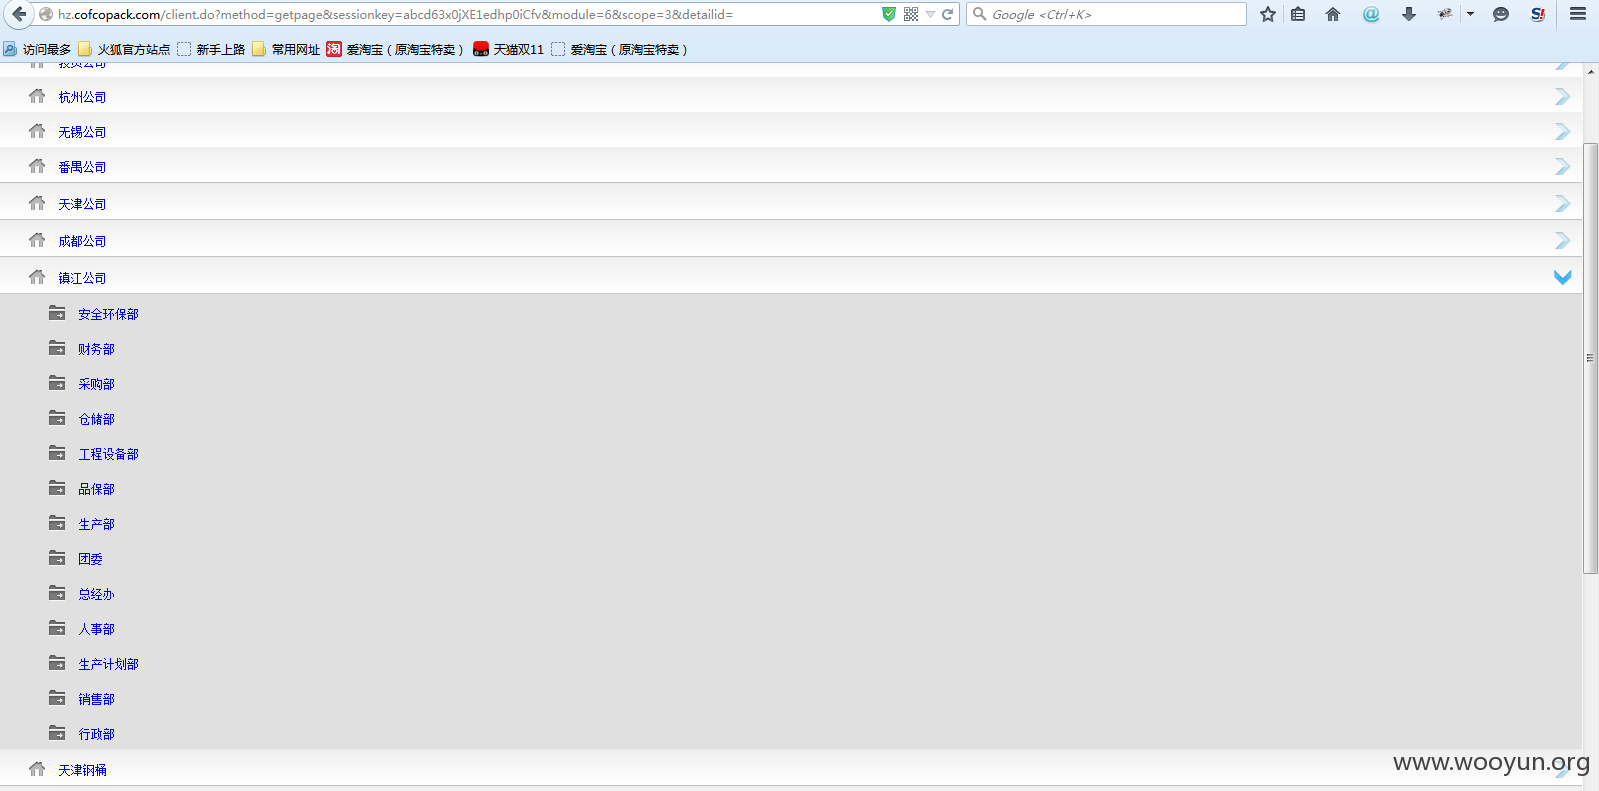 hz.cofcopack.com/client.do?method=getpage&sessionkey=abcd63x0jXE1edhp0iCfv&module=6&scope=3&detailid=
Google <Ctrl+K>
访问最多 火狐官方站点 新手上路 常用网址 淘 爱淘宝（原淘宝特卖） 天猫双11 爱淘宝（原淘宝特卖）
杭州公司
无锡公司
番禺公司
天津公司
成都公司
镇江公司
安全环保部
财务部
采购部
仓储部
工程设备部
品保部
生产部
团委
总经办
人事部
生产计划部
销售部
行政部
天津钢桶
www.wooyun.org